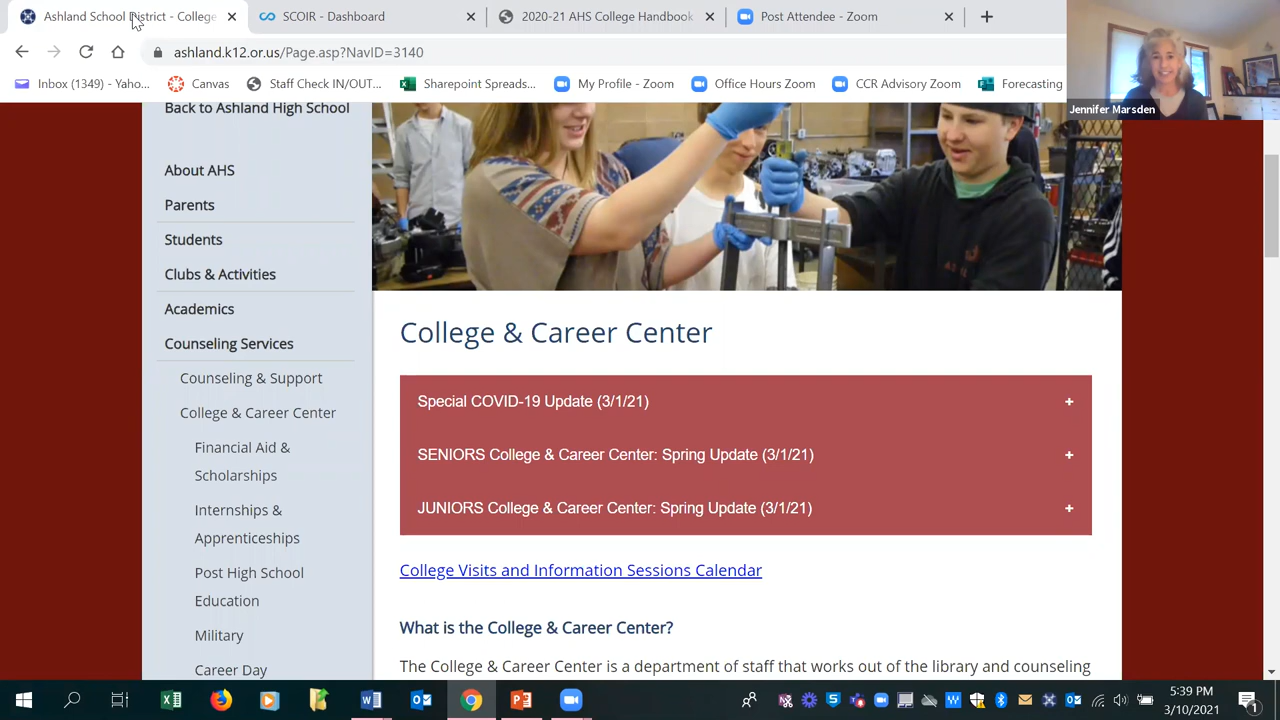 Ashland School District - College
SCOIR - Dashboard
2020-21 AHS College Handbook
Post Attendee - Zoom
ashland.k12.or.us/Page.asp?NavID=3140
Inbox (1349) - Yaho...
Canvas
Staff Check IN/OUT...
Sharepoint Spreads...
My Profile - Zoom
Office Hours Zoom
CCR Advisory Zoom
Forecasting
Jennifer Marsden
Back to Ashland High School
About AHS
Parents
Students
Clubs & Activities
Academics
Counseling Services
Counseling & Support
College & Career Center
Financial Aid &
Scholarships
Internships &
Apprenticeships
Post High School
Education
Military
Career Day
College & Career Center
Special COVID-19 Update (3/1/21) +
SENIORS College & Career Center: Spring Update (3/1/21) +
JUNIORS College & Career Center: Spring Update (3/1/21) +
College Visits and Information Sessions Calendar
What is the College & Career Center?
The College & Career Center is a department of staff that works out of the library and counseling
5:39 PM
3/10/2021